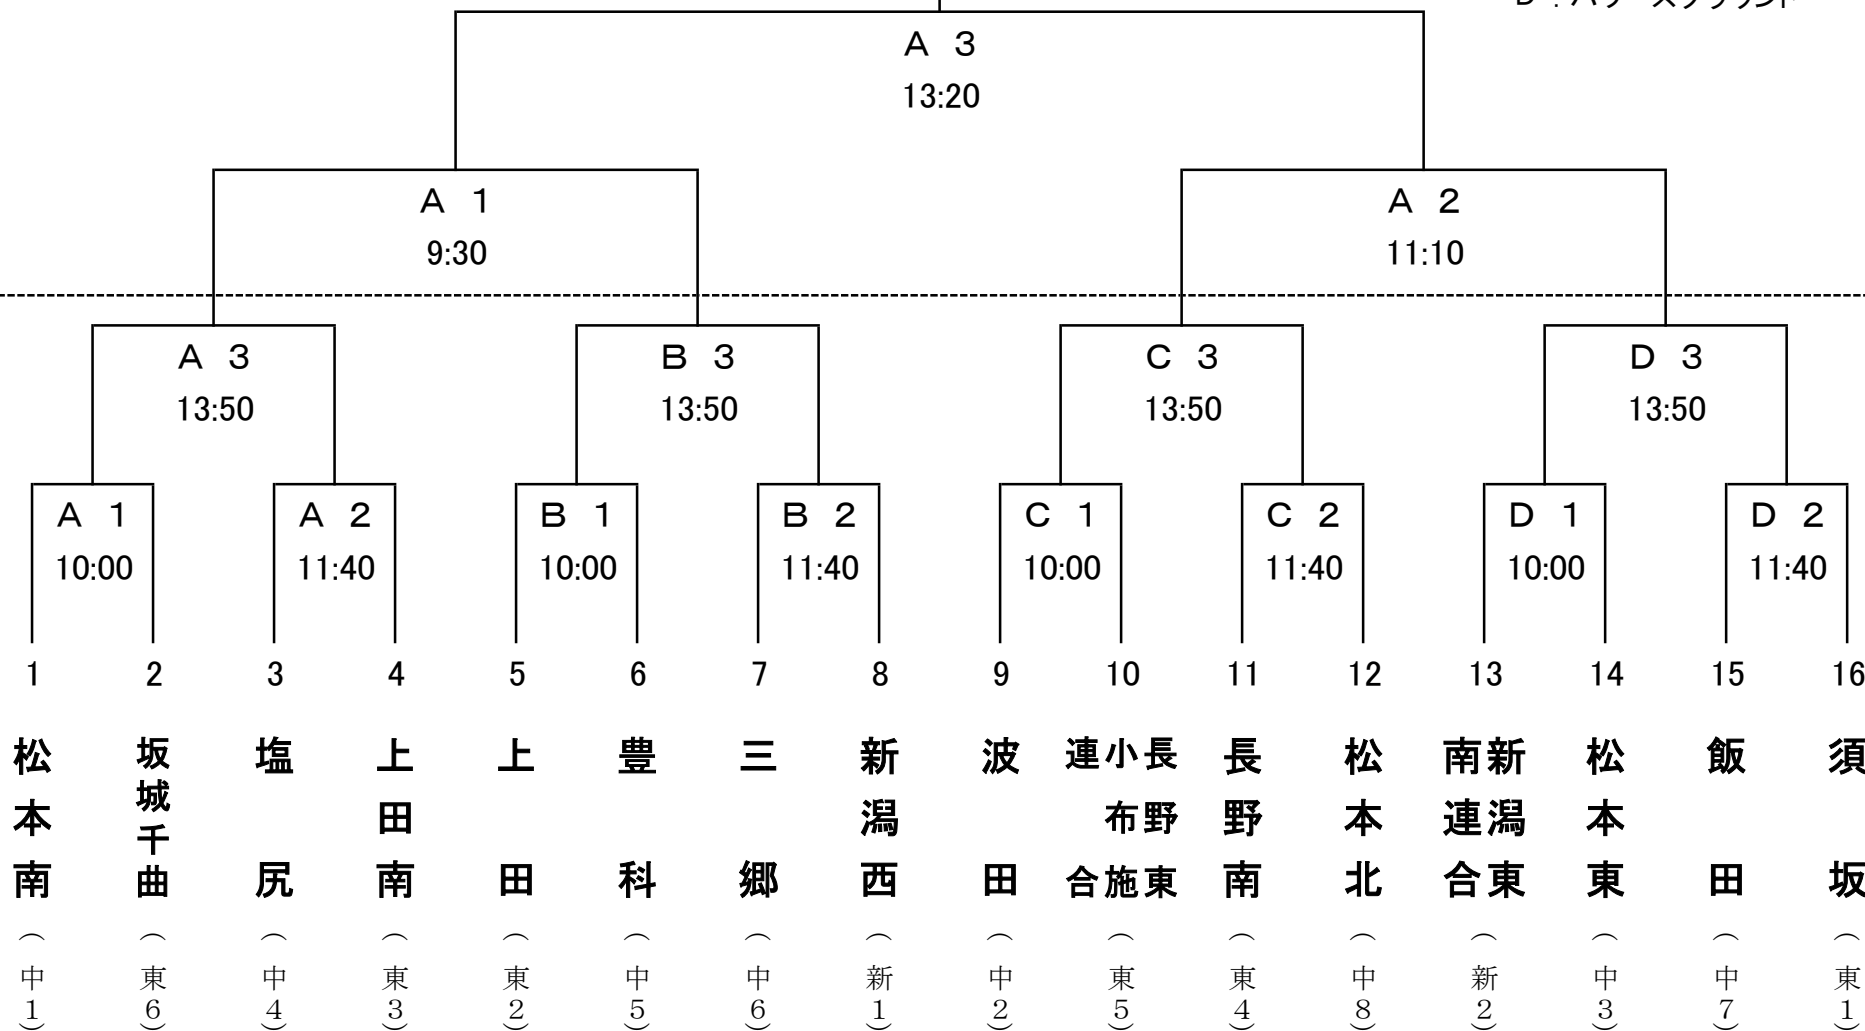 A 3
13:20
A 1
9:30
A 2
11:10
A 3
13:50
B 3
13:50
C 3
13:50
D 3
13:50
A 1
10:00
A 2
11:40
B 1
10:00
B 2
11:40
C 1
10:00
C 2
11:40
D 1
10:00
D 2
11:40
1
2
3
4
5
6
7
8
9
10
11
12
13
14
15
16
松本南
（中1）
坂城千曲
（東6）
塩尻
（中4）
上田南
（東3）
上田
（東2）
豊科
（中5）
三郷
（中6）
新潟西
（新1）
波田
（中2）
長野東
小布施
連合
（東5）
長野南
（東4）
松本北
（中8）
新潟東
南連合
（新2）
松本東
（中3）
飯田
（中7）
須坂
（東1）